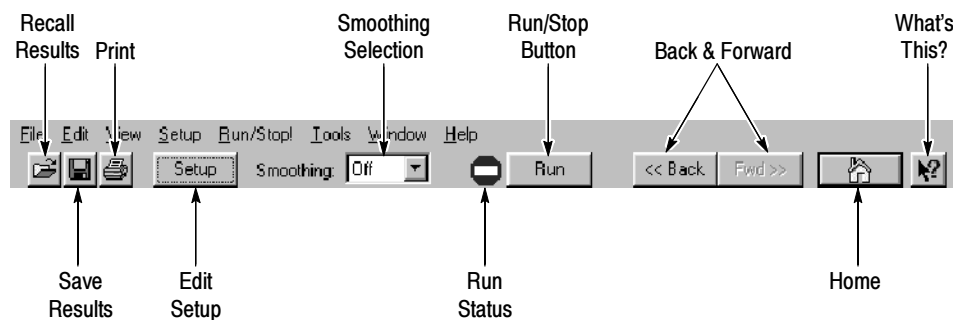 Recall
Results
Print
Smoothing
Selection
Run/Stop
Button
Back & Forward
What's
This?
File Edit View Setup Run/Stop! Tools Window Help
Setup Smoothing: Off Run << Back Fwd >> ?
Save
Results
Edit
Setup
Run
Status
Home